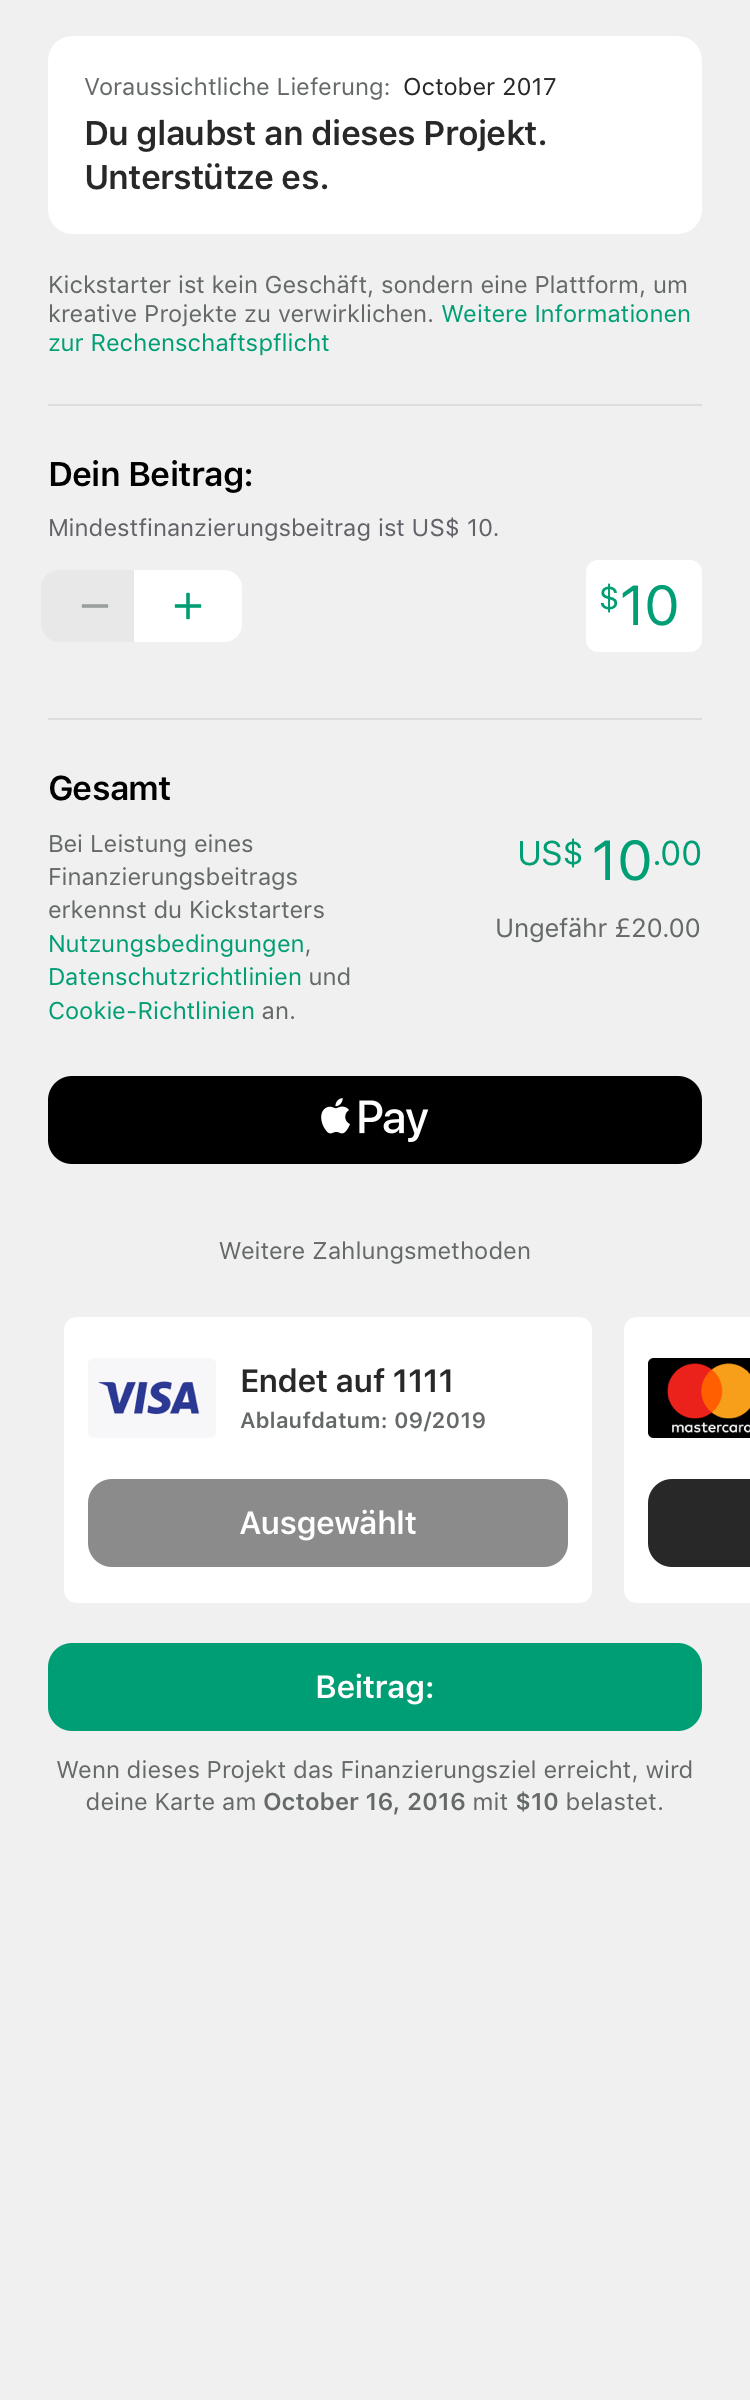 Voraussichtliche Lieferung: October 2017
Du glaubst an dieses Projekt.
Unterstütze es.
Kickstarter ist kein Geschäft, sondern eine Plattform, um
kreative Projekte zu verwirklichen. Weitere Informationen
zur Rechenschaftspflicht
Dein Beitrag:
Mindestfinanzierungsbeitrag ist US$ 10.
$10
Gesamt
Bei Leistung eines
Finanzierungsbeitrags
erkennst du Kickstarters
Nutzungsbedingungen,
Datenschutzrichtlinien und
Cookie-Richtlinien an.
US$ 10.00
Ungefähr £20.00
Pay
Weitere Zahlungsmethoden
VISA
Endet auf 1111
Ablaufdatum: 09/2019
Ausgewählt
mastercard
Beitrag:
Wenn dieses Projekt das Finanzierungsziel erreicht, wird
deine Karte am October 16, 2016 mit $10 belastet.